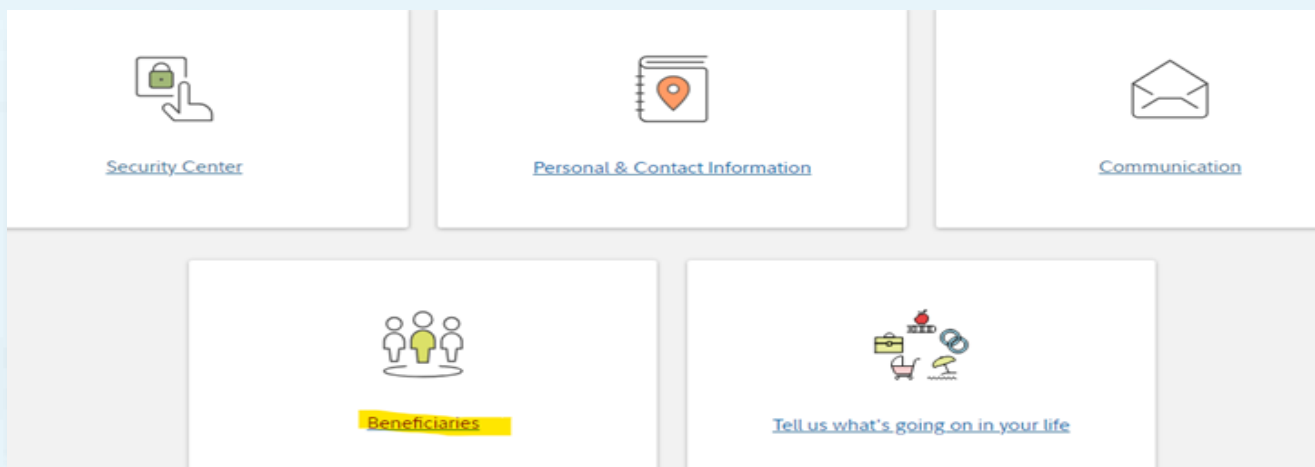 Security Center
Personal & Contact Information
Communication
Beneficiaries
Tell us what's going on in your life